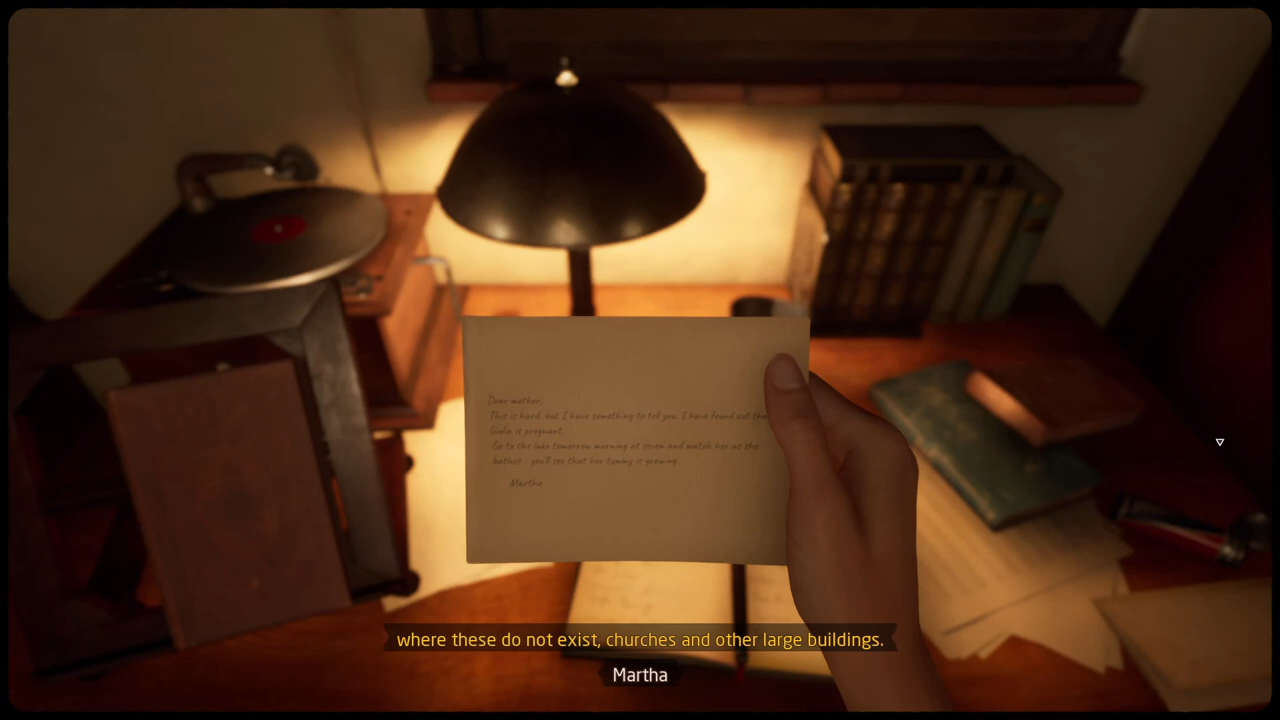 Dear mother,
This is hard, but I have something to tell you, I have found out tha
Giulia is pregnant.
Go to the lake tomorrow morning at seven and watch her as she
bathes - you'll see that her tummy is growing
Martha
where these do not exist, churches and other large buildings.
Martha